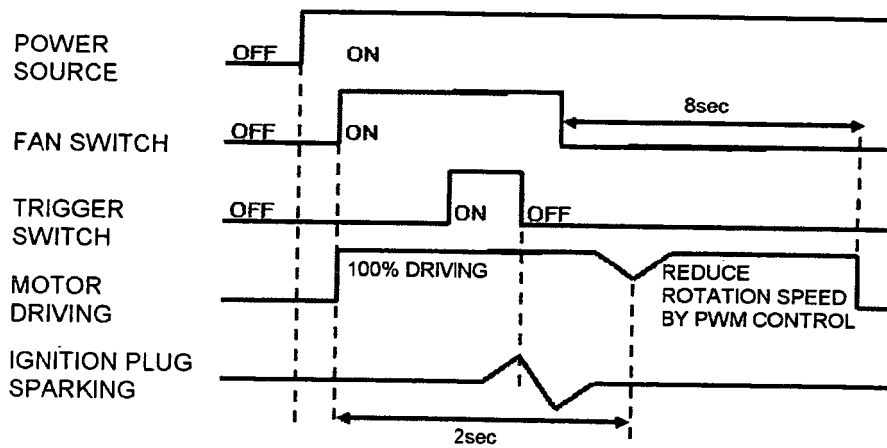 POWER
SOURCE
OFF
ON
FAN SWITCH
OFF
ON
8sec
TRIGGER
SWITCH
OFF
ON
OFF
MOTOR
DRIVING
100% DRIVING
REDUCE
ROTATION SPEED
BY PWM CONTROL
IGNITION PLUG
SPARKING
2sec